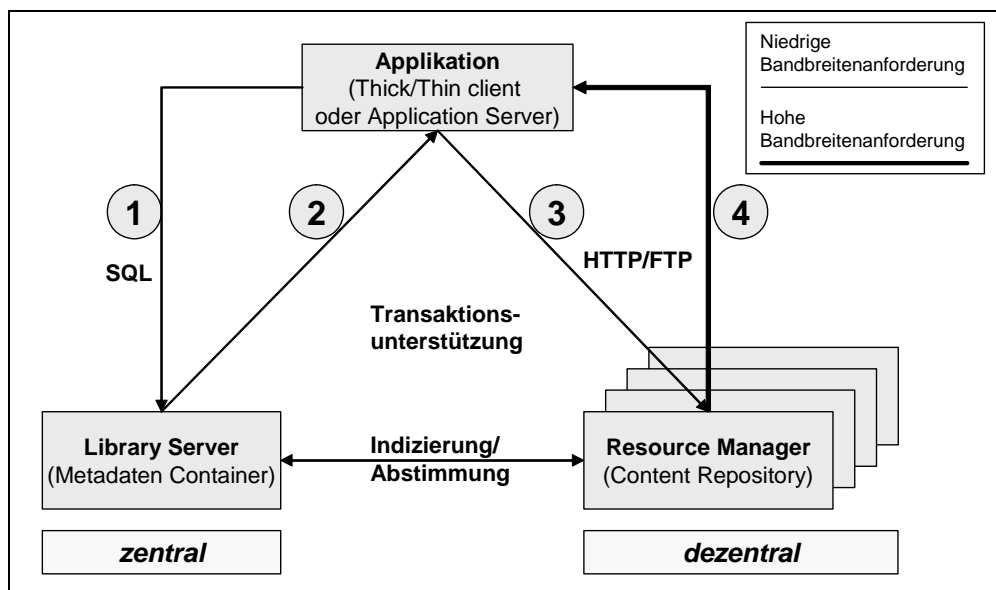 Applikation
(Thick/Thin client
oder Application Server)
Niedrige
Bandbreitenanforderung
Hohe
Bandbreitenanforderung
1
2
3
4
SQL
HTTP/FTP
Transaktions-
unterstützung
Library Server
(Metadaten Container)
Indizierung/
Abstimmung
Resource Manager
(Content Repository)
zentral
dezentral